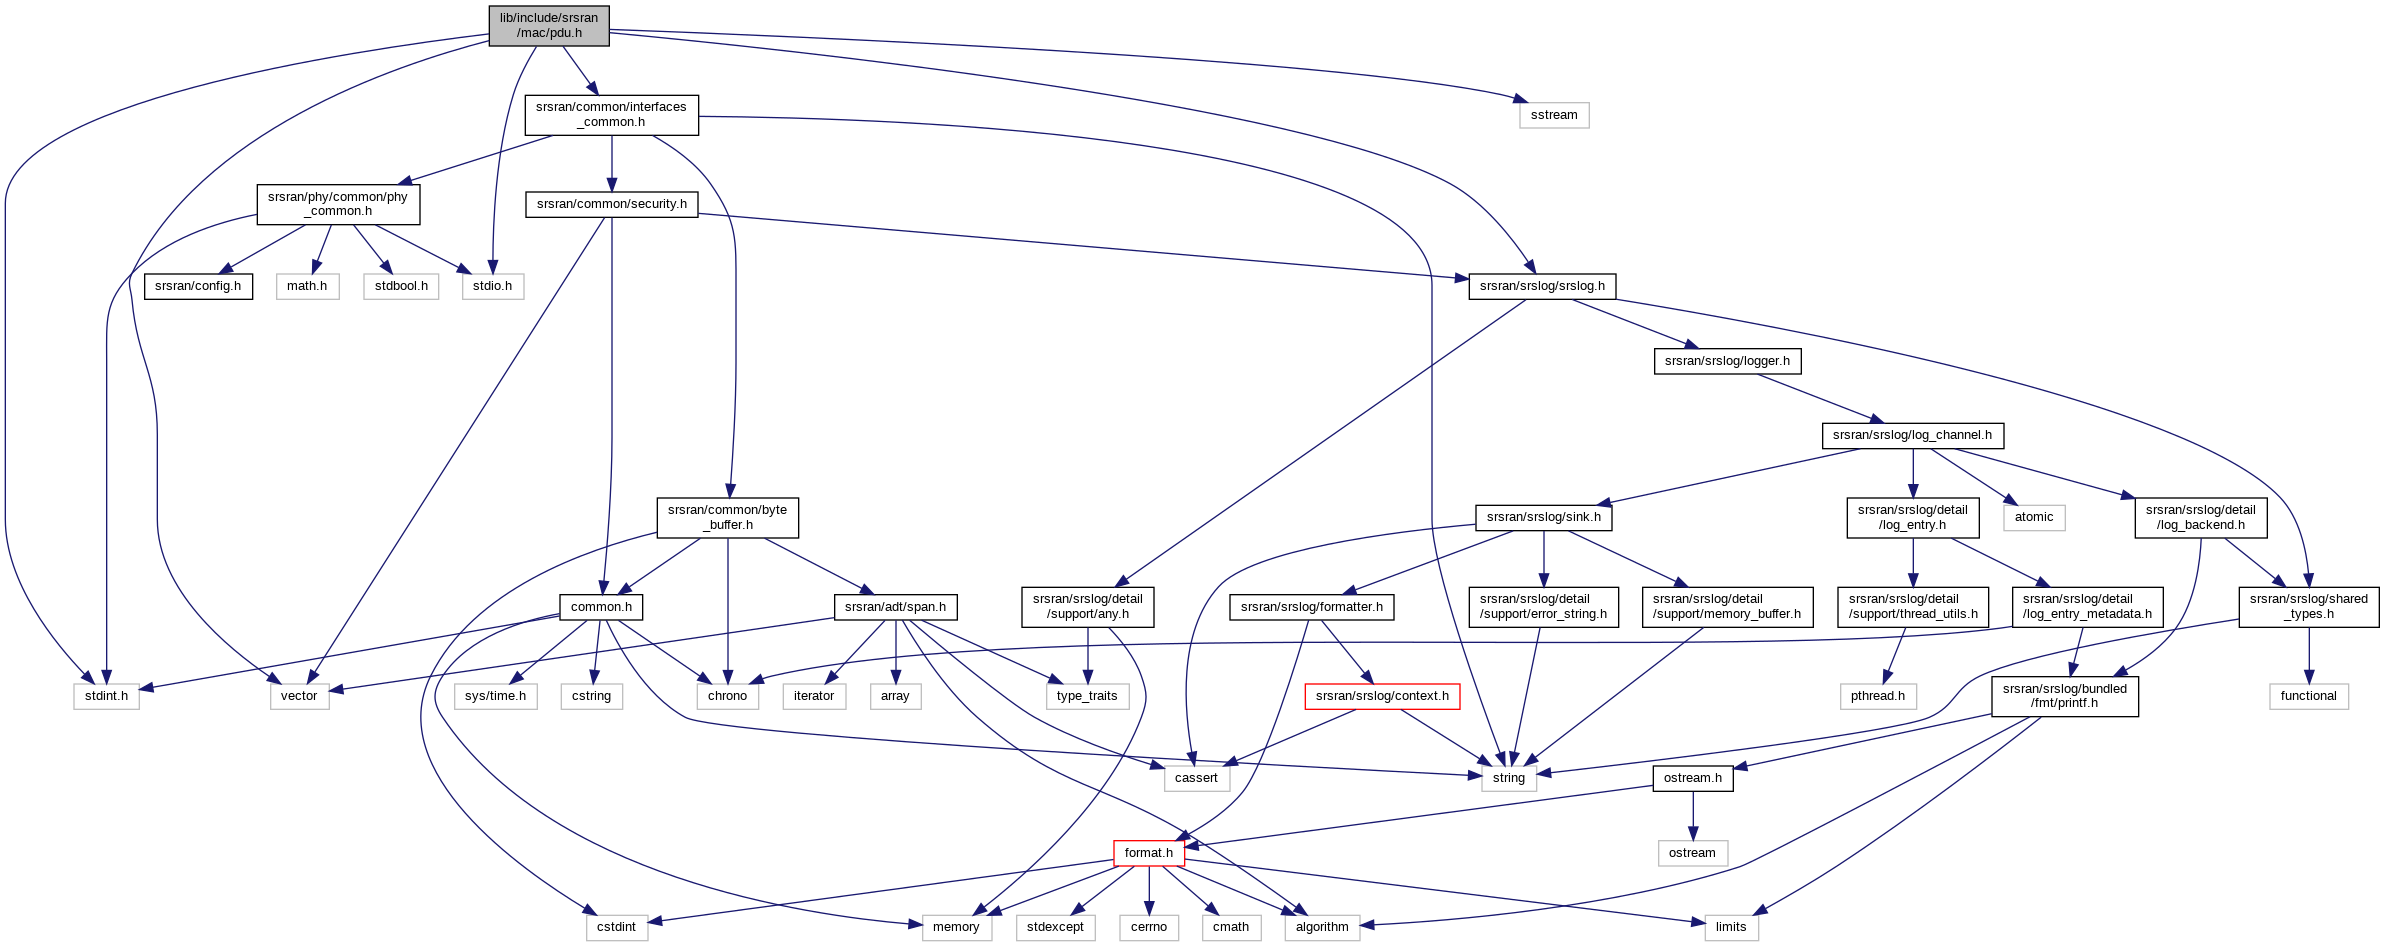 lib/include/srsran
/mac/pdu.h
srsran/common/interfaces
_common.h
sstream
srsran/phy/common/phy
_common.h
srsran/common/security.h
srsran/config.h
math.h
stdbool.h
stdio.h
srsran/srslog/srslog.h
srsran/srslog/logger.h
srsran/srslog/log_channel.h
srsran/common/byte
_buffer.h
srsran/srslog/sink.h
srsran/srslog/detail
/log_entry.h
atomic
srsran/srslog/detail
/log_backend.h
common.h
srsran/adt/span.h
srsran/srslog/detail
/support/any.h
srsran/srslog/formatter.h
srsran/srslog/detail
/support/error_string.h
srsran/srslog/detail
/support/memory_buffer.h
srsran/srslog/detail
/support/thread_utils.h
srsran/srslog/detail
/log_entry_metadata.h
srsran/srslog/shared
_types.h
stdint.h
vector
sys/time.h
cstring
chrono
iterator
array
type_traits
srsran/srslog/context.h
pthread.h
srsran/srslog/bundled
/fmt/printf.h
functional
cassert
string
ostream.h
format.h
ostream
cstdint
memory
stdexcept
cerrno
cmath
algorithm
limits